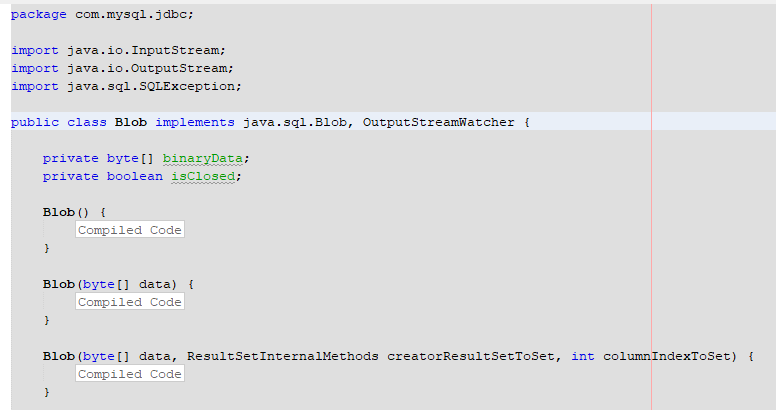 package com.mysql.jdbc;
import java.io.InputStream;
import java.io.OutputStream;
import java.sql.SQLException;
public class Blob implements java.sql.Blob, OutputStreamWatcher {
private byte[] binaryData;
private boolean isClosed;
Blob() {
Compiled Code
}
Blob(byte[] data) {
Compiled Code
}
Blob(byte[] data, ResultSetInternalMethods creatorResultSetToSet, int columnIndexToSet) {
Compiled Code
}